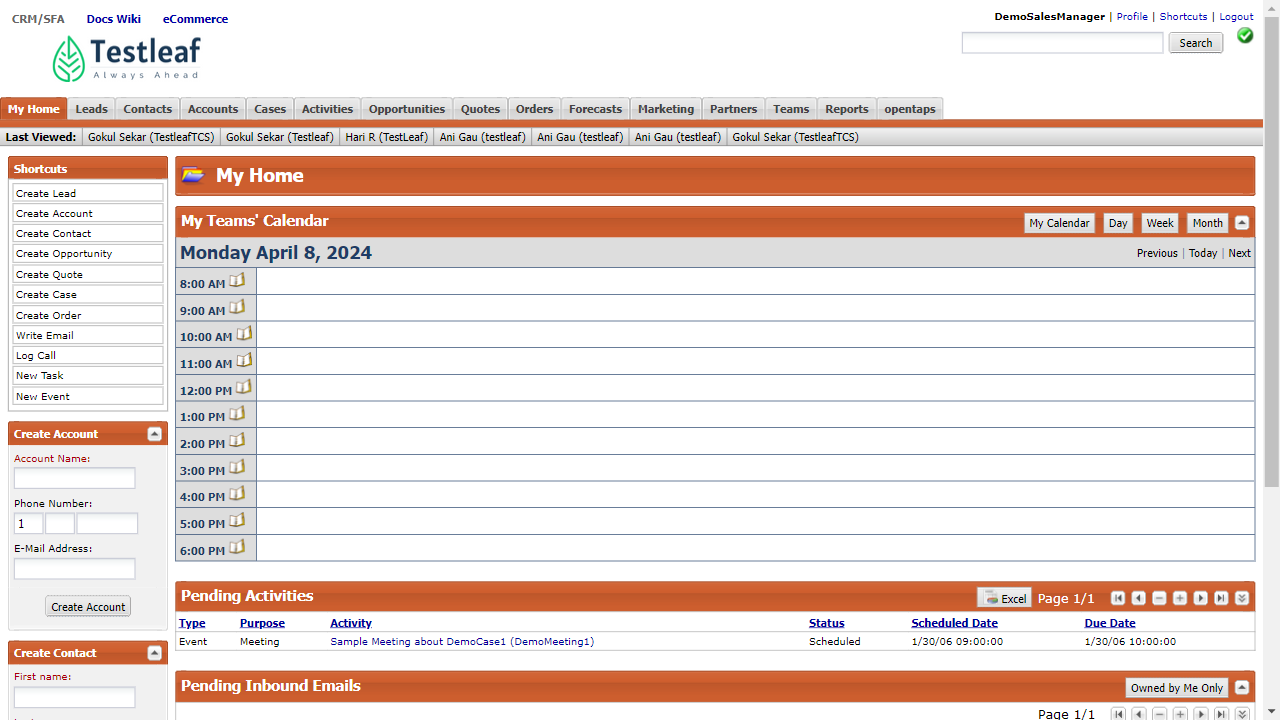 CRM/SFA Docs Wiki eCommerce
DemoSalesManager | Profile | Shortcuts | Logout
Testleaf
Always Ahead
Search
My Home Leads Contacts Accounts Cases Activities Opportunities Quotes Orders Forecasts Marketing Partners Teams Reports opentaps
Last Viewed: Gokul Sekar (TestleafTCS) Gokul Sekar (Testleaf) Hari R (TestLeaf) Ani Gau (testleaf) Ani Gau (testleaf) Ani Gau (testleaf) Gokul Sekar (TestleafTCS)
Shortcuts
Create Lead
Create Account
Create Contact
Create Opportunity
Create Quote
Create Case
Create Order
Write Email
Log Call
New Task
New Event
Create Account
Account Name:
Phone Number:
1
E-Mail Address:
Create Account
Create Contact
First name:
My Home
My Teams' Calendar My Calendar Day Week Month
Monday April 8, 2024 Previous | Today | Next
8:00 AM
9:00 AM
10:00 AM
11:00 AM
12:00 PM
1:00 PM
2:00 PM
3:00 PM
4:00 PM
5:00 PM
6:00 PM
Pending Activities Excel Page 1/1
Type Purpose Activity Status Scheduled Date Due Date
Event Meeting Sample Meeting about DemoCase1 (DemoMeeting1) Scheduled 1/30/06 09:00:00 1/30/06 10:00:00
Pending Inbound Emails Owned by Me Only
Page 1/1